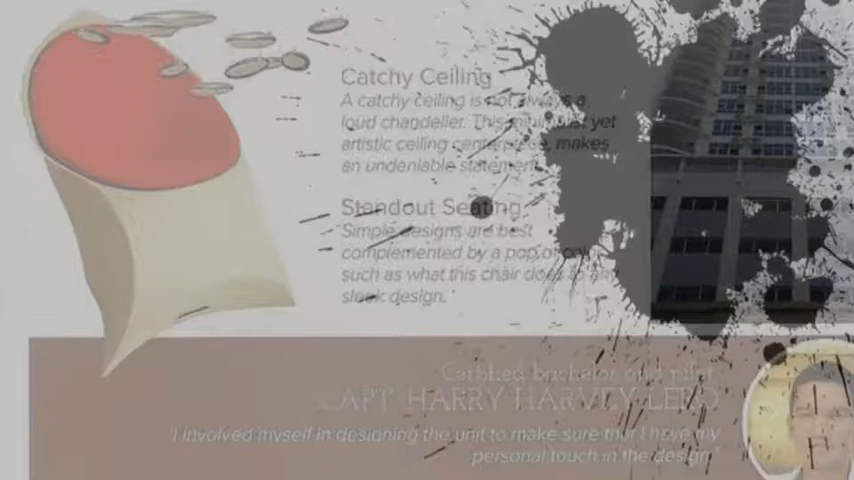 Catchy Ceiling
A catchy ceiling is not always a
loud chandelier. This minimalist yet
artistic ceiling centerpiece, makes
an undeniable statement.
Standout Seating
Simple designs are best
complemented by a pop of color
such as what this chair does to any
sleek design.
Certified bachelor and pilot
CAPT. HARRY HARVEY LERO
"I involved myself in designing the unit to make sure that I have my
personal touch in the design."